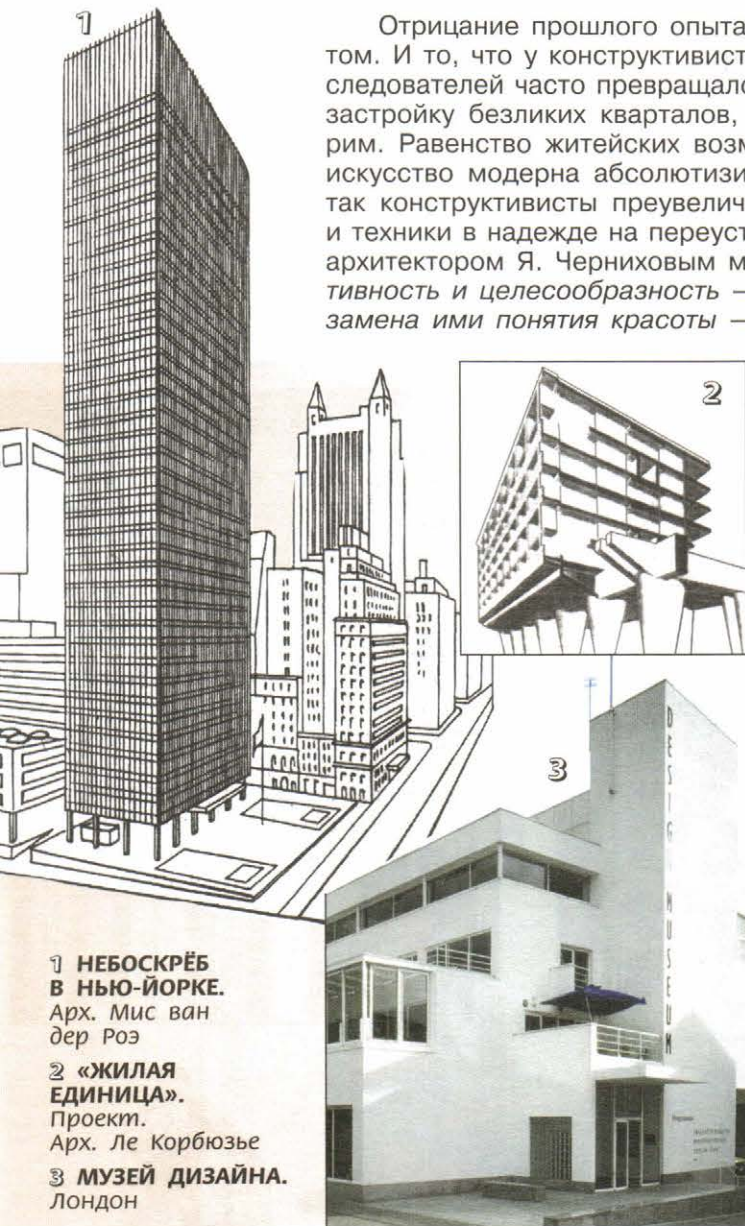 1
Отрицание прошлого опыта
том. И то, что у конструктивист
следователей часто превращало
застройку безликих кварталов,
рим. Равенство житейских возм
искусство модерна абсолютизи
так конструктивисты преувелич
и техники в надежде на переуст
архитектором Я. Черниховым м
тивность и целесообразность –
замена ими понятия красоты –
2
3
DESIG MUSEUM
1 НЕБОСКРЁБ
В НЬЮ-ЙОРКЕ.
Арх. Мис ван
дер Роэ
2 «ЖИЛАЯ
ЕДИНИЦА».
Проект.
Арх. Ле Корбюзье
3 МУЗЕЙ ДИЗАЙНА.
Лондон